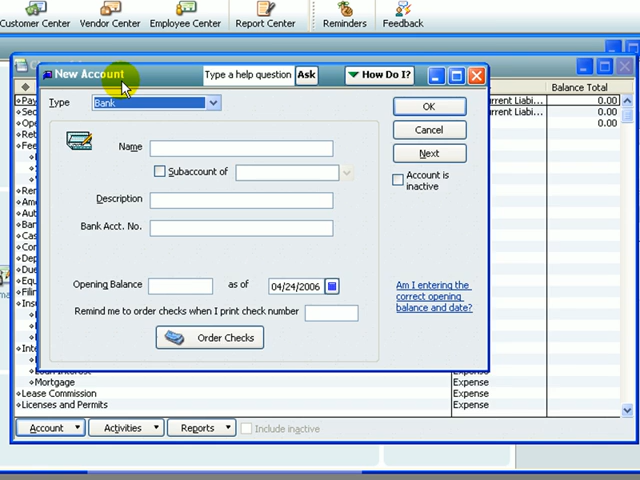 Customer Center
Vendor Center
Employee Center
Report Center
Reminders
Feedback
New Account
Type a help question
Ask
How Do I?
Balance Total
Type
Bank
OK
0.00
0.00
0.00
Cancel
Name
Next
Subaccount of
Account is
inactive
Description
Bank Acct. No.
Opening Balance
as of
04/24/2006
Am I entering the
correct opening
balance and date?
Remind me to order checks when I print check number
Order Checks
Loan Interest
Expense
Mortgage
Expense
Lease Commission
Expense
Licenses and Permits
Expense
Account
Activities
Reports
Include inactive